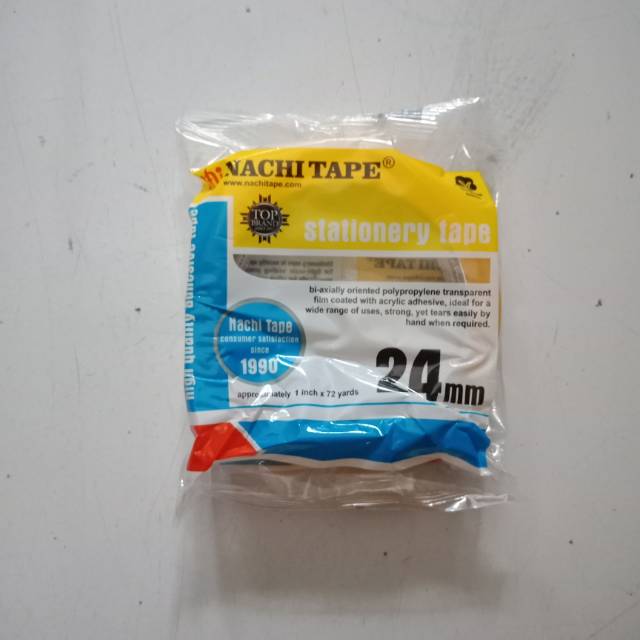 NACHI TAPE®
www.nachitape.com
TOP
BRAND
stationery tape
bi-axially oriented polypropylene transparent
film coated with acrylic adhesive, ideal for a
wide range of uses, strong, yet tears easily by
hand when required.
high quality adhesive tape
Nachi Tape
consumer satisfaction
since
1990
24mm
approximately 1 inch x 72 yards